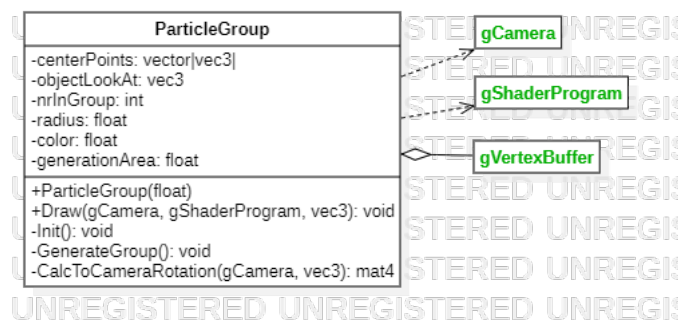 ParticleGroup
-centerPoints: vector|vec3|
-objectLookAt: vec3
-nrInGroup: int
-radius: float
-color: float
-generationArea: float
+ParticleGroup(float)
+Draw(gCamera, gShaderProgram, vec3): void
-Init(): void
-GenerateGroup(): void
-CalcToCameraRotation(gCamera, vec3): mat4
gCamera
gShaderProgram
gVertexBuffer
UNREGISTERED UNREGISTERED UNREGIS